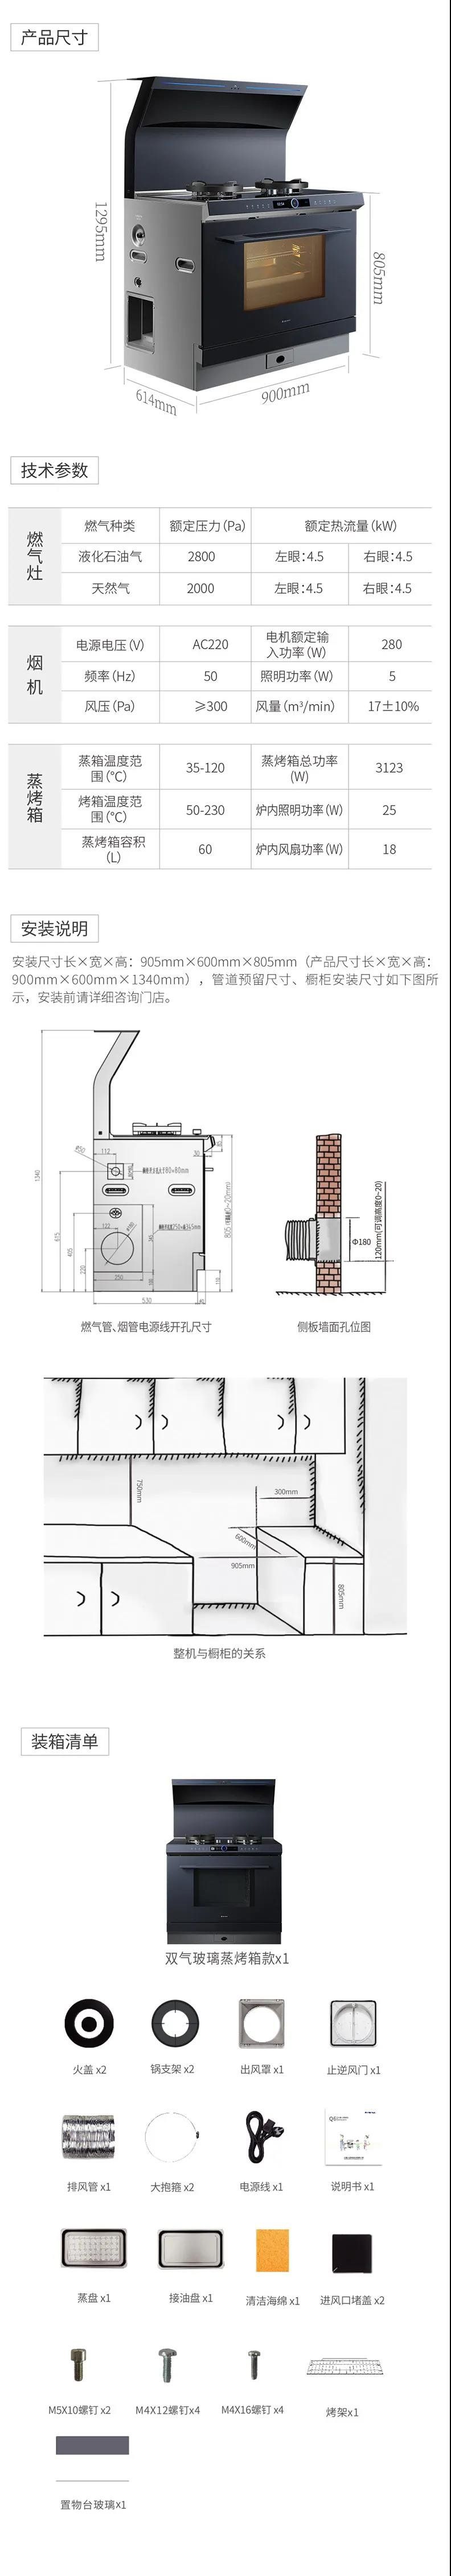 产品尺寸
1295mm
805mm
614mm
900mm
技术参数
燃气灶
燃气种类 额定压力(Pa) 额定热流量(kW)
液化石油气 2800 左眼:4.5 右眼:4.5
天然气 2000 左眼:4.5 右眼:4.5
烟机
电源电压(V) AC220 电机额定输入功率(W) 280
频率(Hz) 50 照明功率(W) 5
风压(Pa) ≥300 风量(m³/min) 17±10%
蒸烤箱
蒸箱温度范围(℃) 35-120 蒸烤箱总功率(W) 3123
烤箱温度范围(℃) 50-230 炉内照明功率(W) 25
蒸烤箱容积(L) 60 炉内风扇功率(W) 18
安装说明
安装尺寸长×宽×高：905mm×600mm×805mm（产品尺寸长×宽×高：
900mm×600mm×1340mm），管道预留尺寸、橱柜安装尺寸如下图所
示，安装前请详细咨询门店。
1340
112
30
675
405
122
220
250
345
530
110
Φ180
120mm(可调高度0~20)
燃气管、烟管电源线开孔尺寸
侧板墙面孔位图
750mm
300mm
600mm
905mm
805mm
整机与橱柜的关系
装箱清单
双气玻璃蒸烤箱款x1
火盖 x2
锅支架 x2
出风罩 x1
止逆风门 x1
排风管 x1
大抱箍 x2
电源线 x1
说明书 x1
蒸盘 x1
接油盘 x1
清洁海绵 x1
进风口堵盖 x2
M5X10螺钉 x2
M4X12螺钉x4
M4X16螺钉 x4
烤架x1
置物台玻璃x1